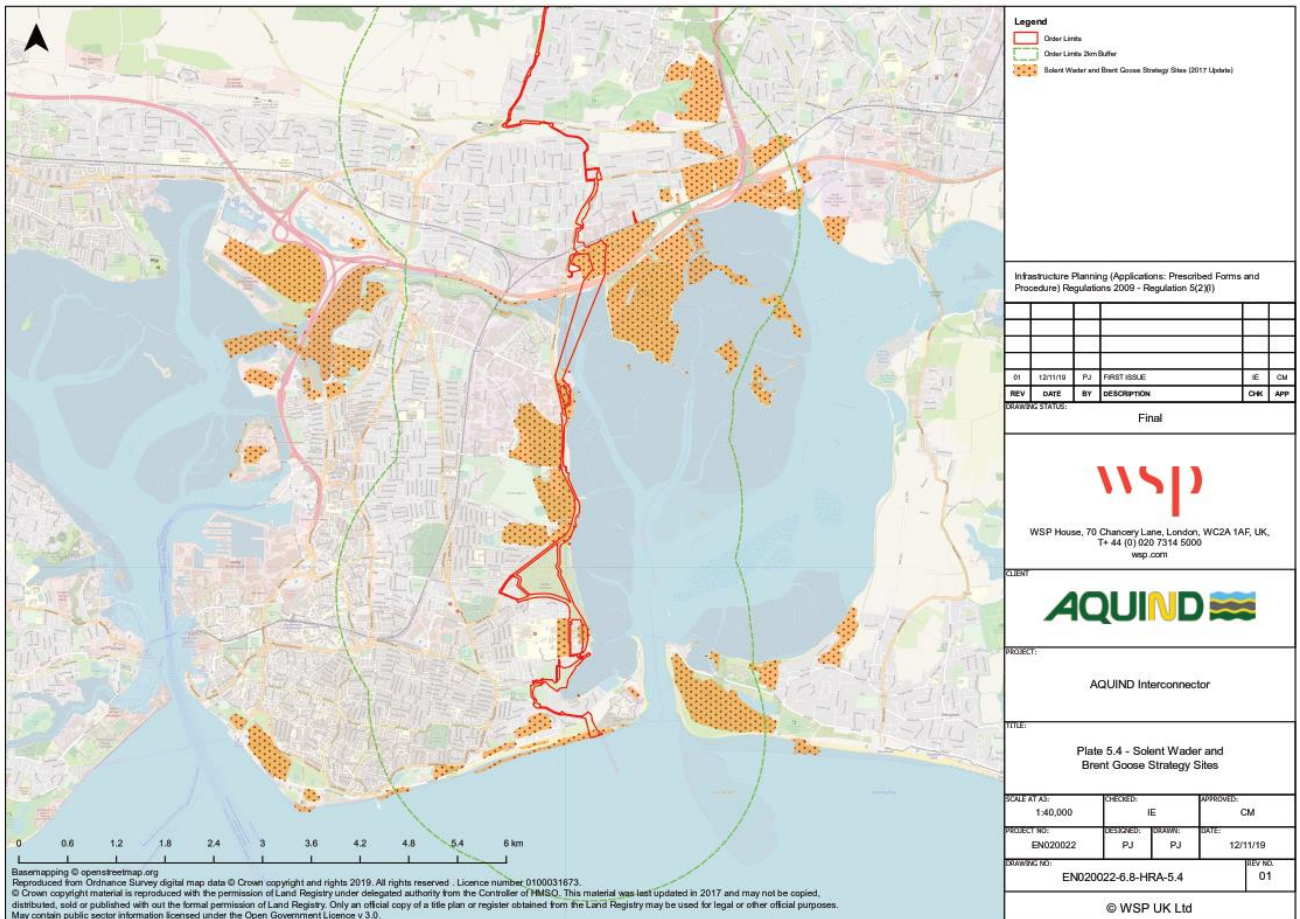 Legend
Order Limits
Order Limits 2km Buffer
Solent Wader and Brent Goose Strategy Sites (2017 Update)
Infrastructure Planning (Applications: Prescribed Forms and
Procedure) Regulations 2009 - Regulation 5(2)(l)
01 12/11/19 PJ FIRST ISSUE IE CM
REV DATE BY DESCRIPTION CHK APP
DRAWING STATUS:
Final
wsp
WSP House, 70 Chancery Lane, London, WC2A 1AF, UK,
T+ 44 (0) 020 7314 5000
wsp.com
CLIENT
AQUIND
PROJECT:
AQUIND Interconnector
TITLE:
Plate 5.4 - Solent Wader and
Brent Goose Strategy Sites
SCALE AT A3: CHECKED: APPROVED:
1:40,000 IE CM
PROJECT NO: DESIGNED: DRAWN: DATE:
EN020022 PJ PJ 12/11/19
DRAWING NO: REV NO.
EN020022-6.8-HRA-5.4 01
© WSP UK Ltd
0 0.6 1.2 1.8 2.4 3 3.6 4.2 4.8 5.4 6 km
Basemapping © openstreetmap.org
Reproduced from Ordnance Survey digital map data © Crown copyright and rights 2019. All rights reserved . Licence number 0100031673.
© Crown copyright material is reproduced with the permission of Land Registry under delegated authority from the Controller of HMSO. This material was last updated in 2017 and may not be copied,
distributed, sold or published with out the formal permission of Land Registry. Only an official copy of a title plan or register obtained from the Land Registry may be used for legal or other official purposes.
May contain public sector information licensed under the Open Government Licence v 3.0.